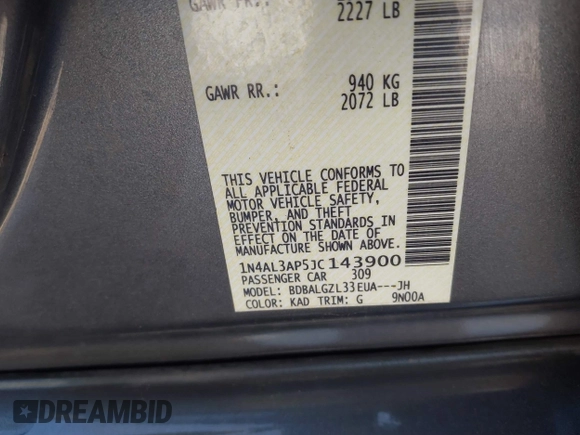 GAWR FR.:
2227 LB
GAWR RR.: 940 KG
2072 LB
THIS VEHICLE CONFORMS TO
ALL APPLICABLE FEDERAL
MOTOR VEHICLE SAFETY,
BUMPER, AND THEFT
PREVENTION STANDARDS IN
EFFECT ON THE DATE OF
MANUFACTURE SHOWN ABOVE.
1N4AL3AP5JC143900
PASSENGER CAR 309
MODEL: BDBALGZL33EUA---JH
COLOR: KAD TRIM: G 9N00A
DREAMBID